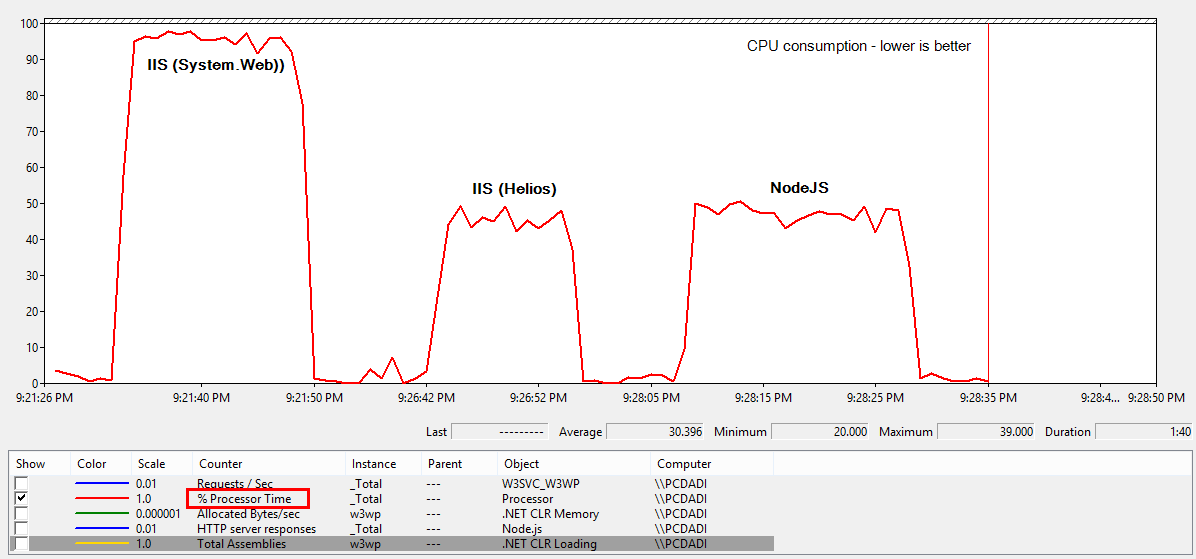 100
CPU consumption - lower is better
90
IIS (System.Web))
80
70
60
IIS (Helios)
NodeJS
50
40
30
20
10
0
9:21:26 PM 9:21:40 PM 9:21:50 PM 9:26:42 PM 9:26:52 PM 9:28:05 PM 9:28:15 PM 9:28:25 PM 9:28:35 PM 9:28:4... 9:28:50 PM
Last --------- Average 30.396 Minimum 20.000 Maximum 39.000 Duration 1:40
Show Color Scale Counter Instance Parent Object Computer
0.01 Requests / Sec _Total --- W3SVC_W3WP \\PCDADI
1.0 % Processor Time _Total --- Processor \\PCDADI
0.000001 Allocated Bytes/sec w3wp --- .NET CLR Memory \\PCDADI
0.01 HTTP server responses _Total --- Node.js \\PCDADI
1.0 Total Assemblies w3wp --- .NET CLR Loading \\PCDADI